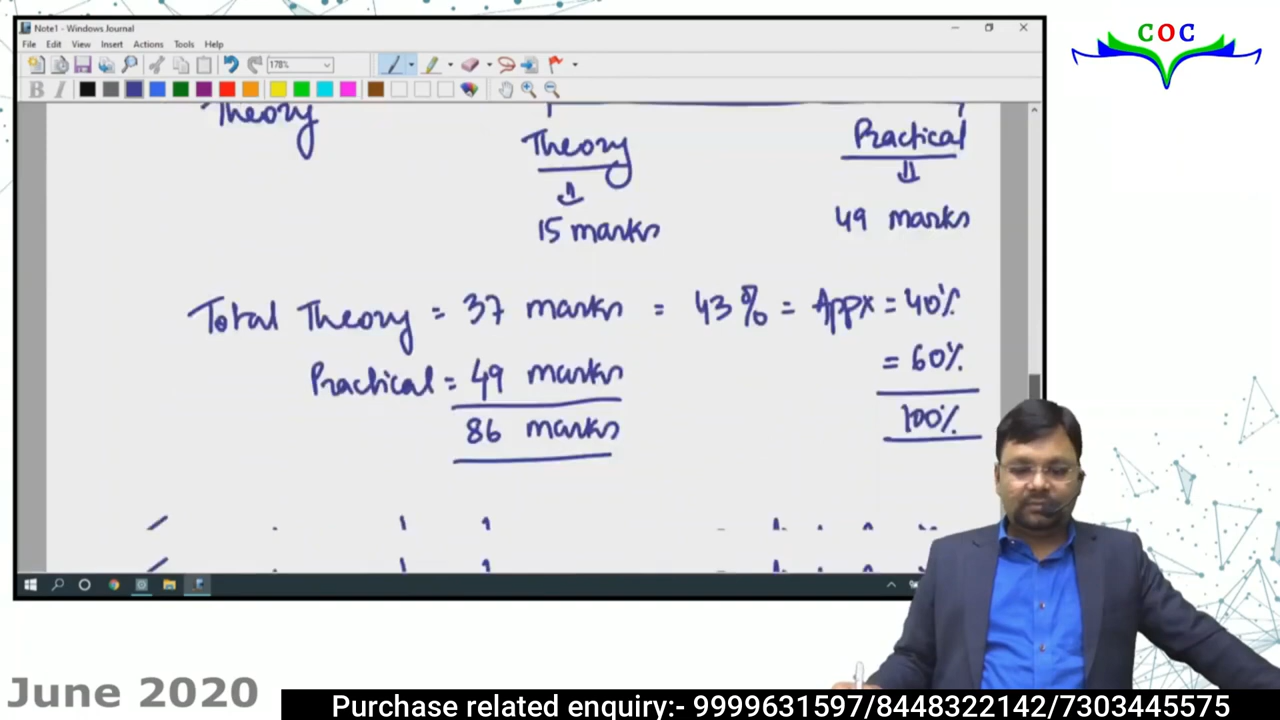 Note1 - Windows Journal
File Edit View Insert Actions Tools Help
178%
B I
COC
Theory
Theory Practical
15 marks 49 marks
Total Theory = 37 marks = 43% = Appx = 40%
Practical = 49 marks = 60%
86 marks 100%
June 2020
Purchase related enquiry:- 9999631597/8448322142/7303445575